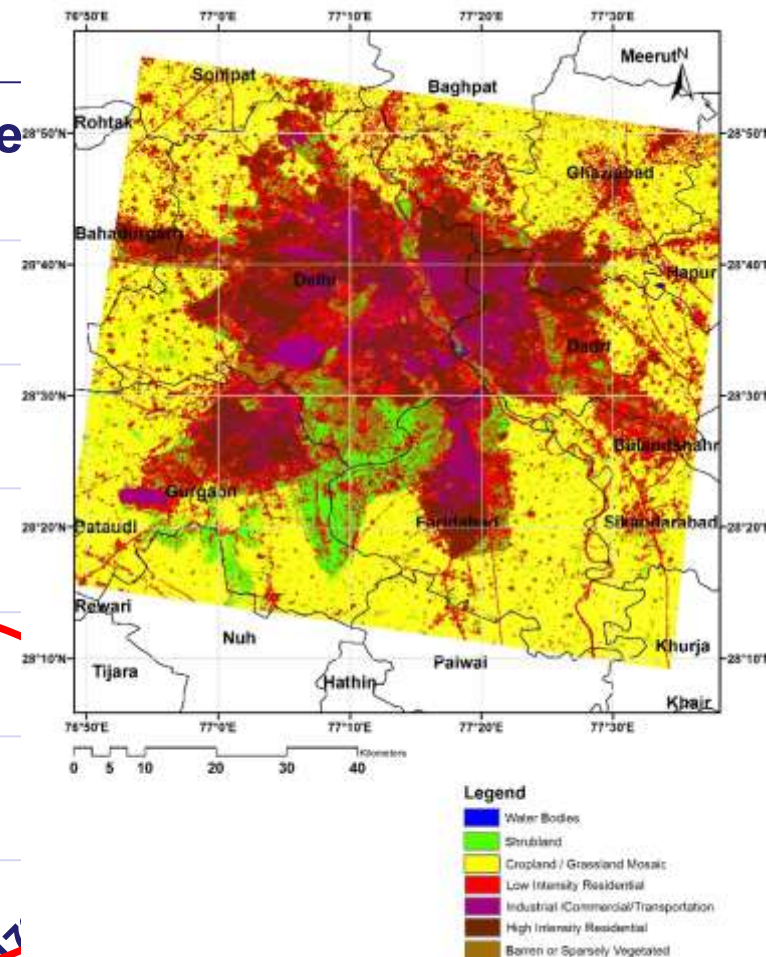 76°50'E 77°0'E 77°10'E 77°20'E 77°30'E
Meerut N
Sonipat
Baghpat
Rohtak
28°50'N 28°50'N
e
Ghaziabad
Bahadurgarh
28°40'N 28°40'N
Hapur
Delhi
Dadri
28°30'N 28°30'N
Bulandshahr
Gurgaon
Faridabad
Sikandarabad
28°20'N Pataudi 28°20'N
Rewari
Nuh
Khurja
28°10'N 28°10'N
Paiwai
Tijara
Hathin
Khair
76°50'E 77°0'E 77°10'E 77°20'E 77°30'E
Kilometers
0 5 10 20 30 40
Legend
Water Bodies
Shrubland
Cropland / Grassland Mosaic
Low Intensity Residential
Industrial /Commercial/Transportation
High Intensity Residential
Barren or Sparsely Vegetated